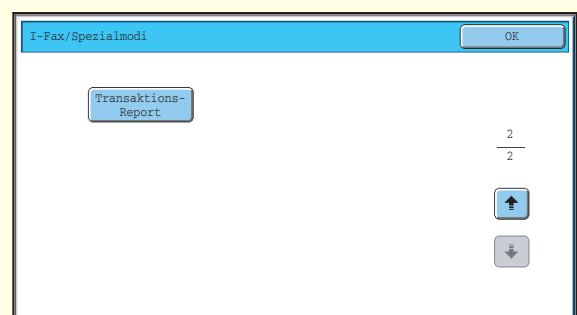 I-Fax/Spezialmodi
OK
Transaktions-
Report
2
2